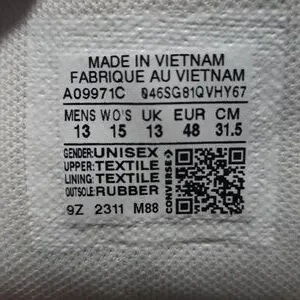 MADE IN VIETNAM
FABRIQUE AU VIETNAM
A09971C 046SG81QVHY67
MENS WO'S UK EUR CM
13 15 13 48 31.5
GENDER: UNISEX
UPPER: TEXTILE
LINING: TEXTILE
OUTSOLE: RUBBER
CONVERSE
9Z 2311 M88